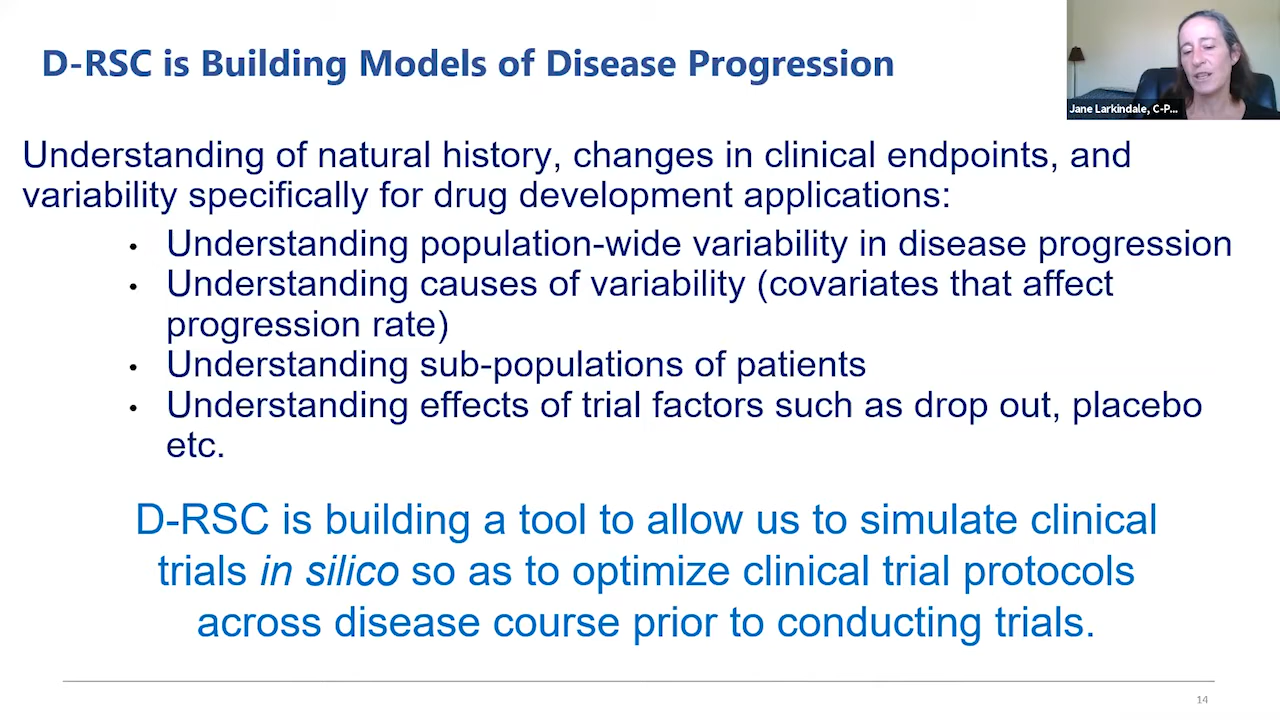 D-RSC is Building Models of Disease Progression
Jane Larkindale, C-P...
Understanding of natural history, changes in clinical endpoints, and
variability specifically for drug development applications:
• Understanding population-wide variability in disease progression
• Understanding causes of variability (covariates that affect
progression rate)
• Understanding sub-populations of patients
• Understanding effects of trial factors such as drop out, placebo
etc.
D-RSC is building a tool to allow us to simulate clinical
trials in silico so as to optimize clinical trial protocols
across disease course prior to conducting trials.
14